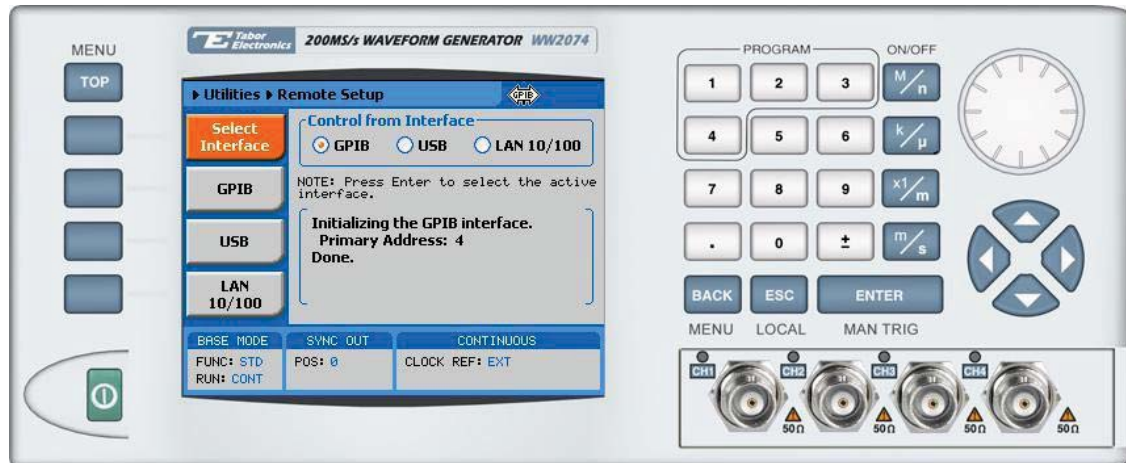 MENU
TOP
Tabor Electronics 200MS/s WAVEFORM GENERATOR WW2074
Utilities Remote Setup
GPIB
Select Interface
Control from Interface
GPIB USB LAN 10/100
NOTE: Press Enter to select the active
interface.
GPIB
Initializing the GPIB interface.
Primary Address: 4
Done.
USB
LAN
10/100
BASE MODE SYNC OUT CONTINUOUS
FUNC: STD POS: 0 CLOCK REF: EXT
RUN: CONT
PROGRAM ON/OFF
1 2 3 M/n
4 5 6 k/µ
7 8 9 x1/m
. 0 ± m/s
BACK ESC ENTER
MENU LOCAL MAN TRIG
CH1 CH2 CH3 CH4
50Ω 50Ω 50Ω 50Ω